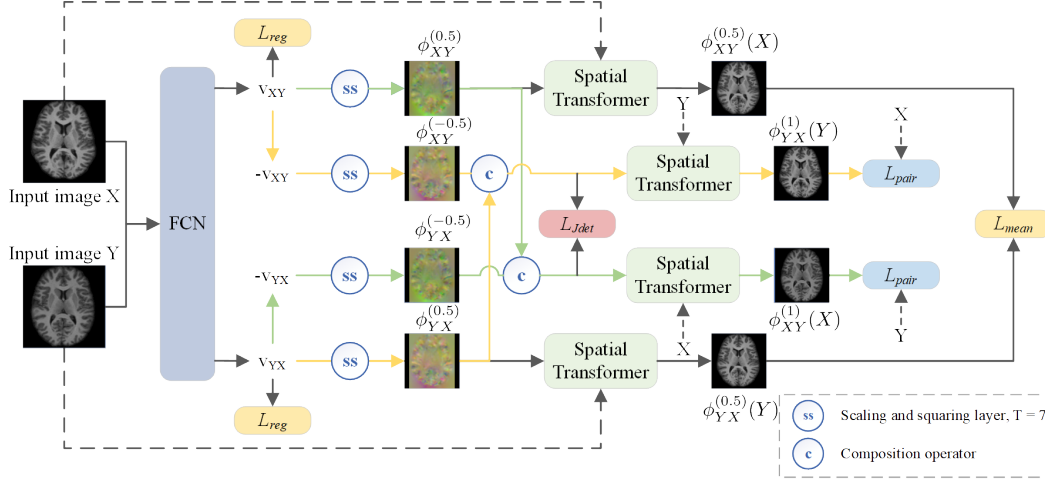 L_reg
ϕ_XY^(0.5)
ϕ_XY^(0.5)(X)
v_XY
ss
Spatial
Transformer
Y
X
ϕ_XY^(-0.5)
ϕ_YX^(1)(Y)
-v_XY
ss
c
Spatial
Transformer
L_pair
Input image X
FCN
L_Jdet
L_mean
Input image Y
ϕ_YX^(-0.5)
-v_YX
ss
c
Spatial
Transformer
L_pair
ϕ_YX^(0.5)
ϕ_XY^(1)(X)
v_YX
ss
Spatial
Transformer
X
Y
L_reg
ϕ_YX^(0.5)(Y)
ss Scaling and squaring layer, T = 7
c Composition operator